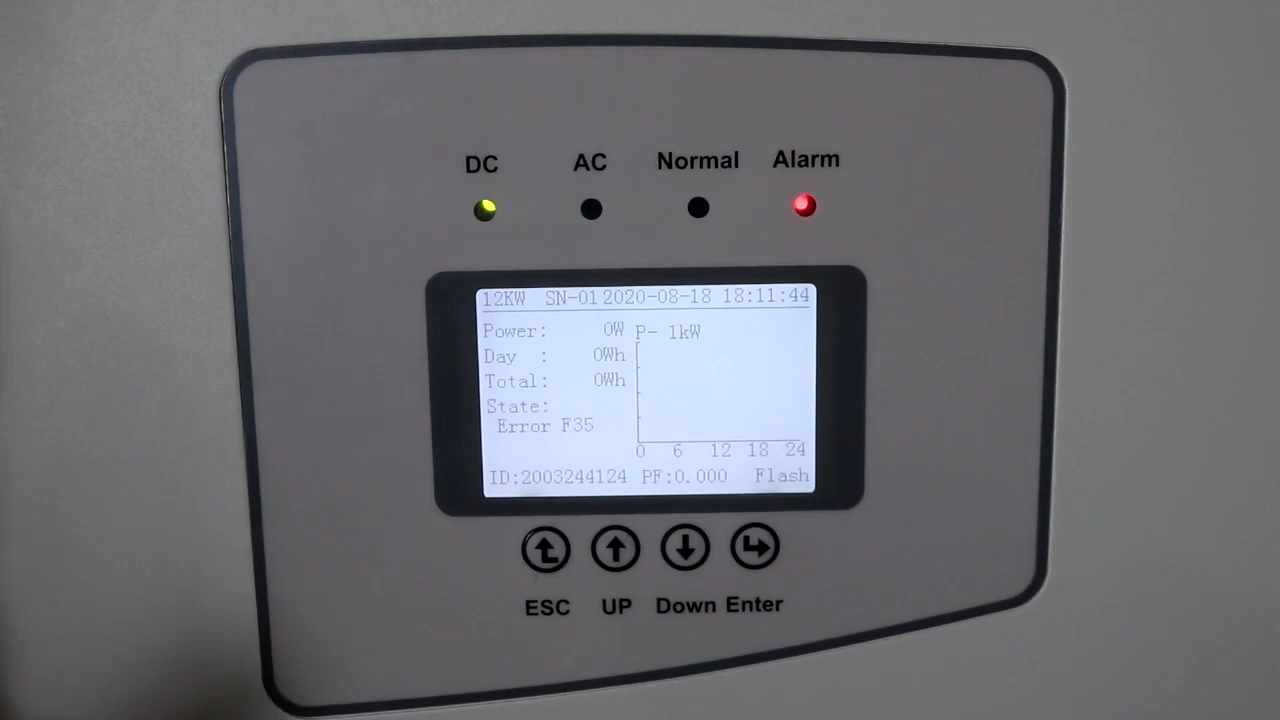 DC AC Normal Alarm
12KW SN-01 2020-08-18 18:11:44
Power: 0W P- 1kW
Day : 0Wh
Total: 0Wh
State:
Error F35
0 6 12 18 24
ID:2003244124 PF:0.000 Flash
ESC UP Down Enter